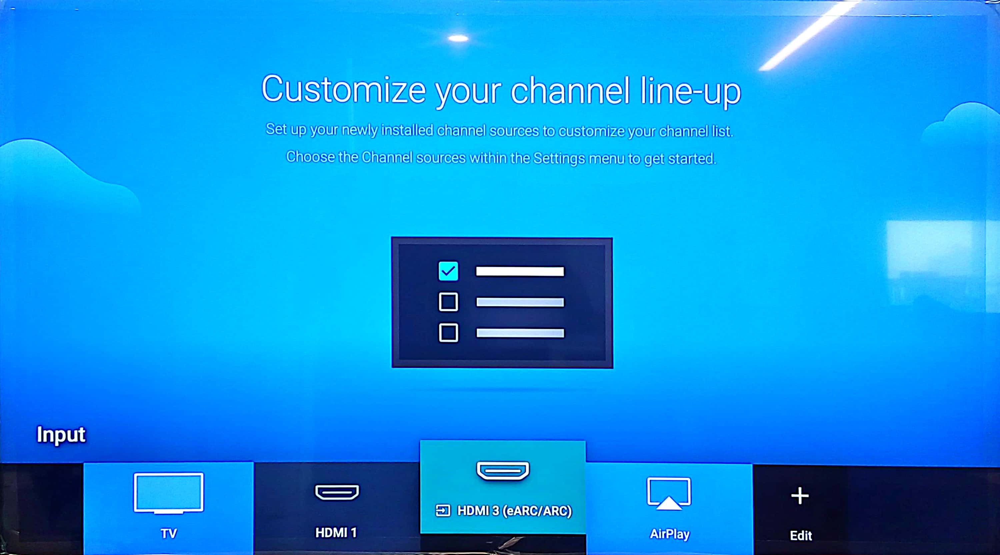 Customize your channel line-up
Set up your newly installed channel sources to customize your channel list.
Choose the Channel sources within the Settings menu to get started.
Input
TV
HDMI 1
HDMI 3 (eARC/ARC)
AirPlay
Edit